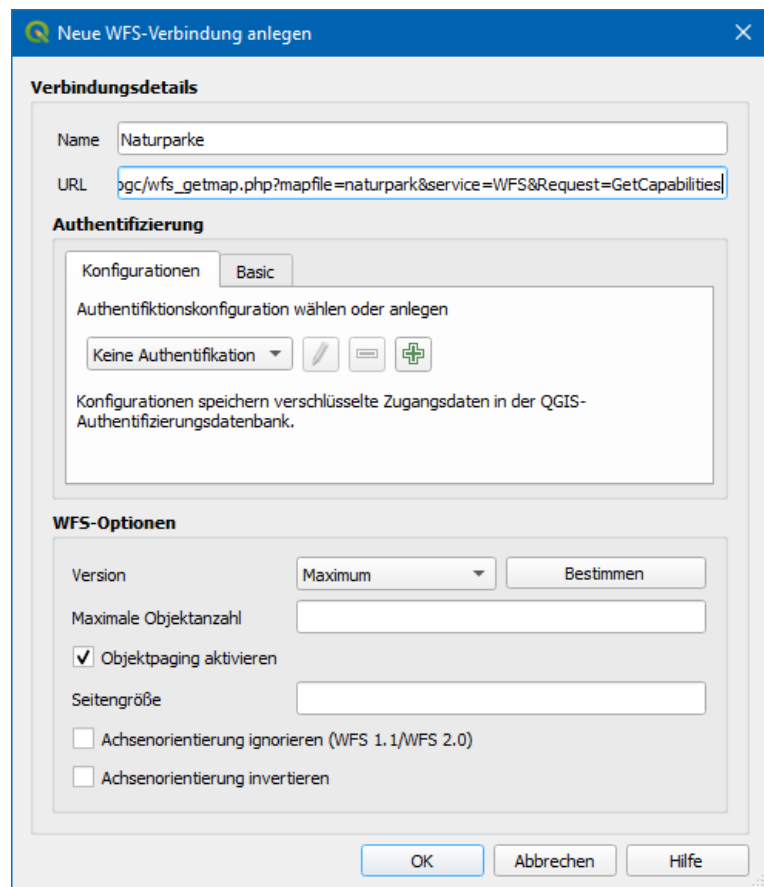 Neue WFS-Verbindung anlegen
Verbindungsdetails
Name Naturparke
URL ogc/wfs_getmap.php?mapfile=naturpark&service=WFS&Request=GetCapabilities
Authentifizierung
Konfigurationen Basic
Authentifiktionskonfiguration wählen oder anlegen
Keine Authentifikation
Konfigurationen speichern verschlüsselte Zugangsdaten in der QGIS-
Authentifizierungsdatenbank.
WFS-Optionen
Version Maximum Bestimmen
Maximale Objektanzahl
Objektpaging aktivieren
Seitengröße
Achsenorientierung ignorieren (WFS 1.1/WFS 2.0)
Achsenorientierung invertieren
OK Abbrechen Hilfe